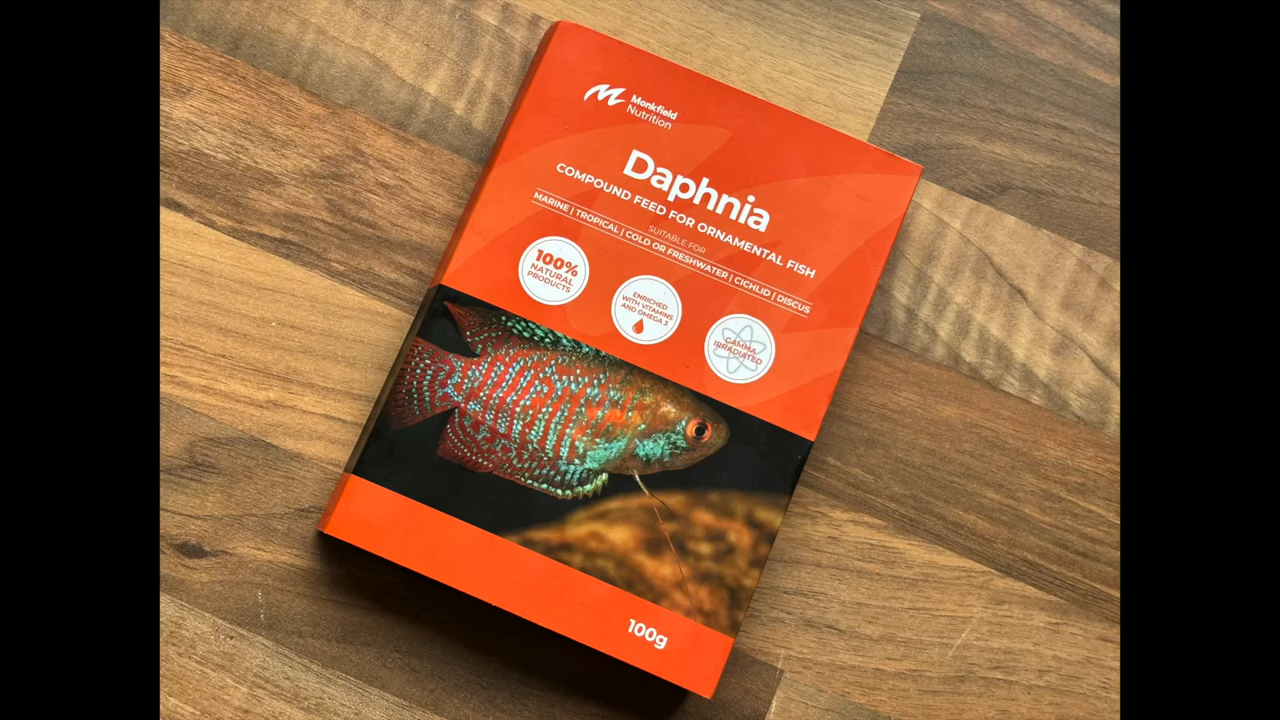 Monkfield
Nutrition
Daphnia
COMPOUND FEED FOR ORNAMENTAL FISH
SUITABLE FOR
MARINE | TROPICAL | COLD OR FRESHWATER | CICHLID | DISCUS
100%
NATURAL
PRODUCTS
ENRICHED
WITH VITAMINS
AND OMEGA 3
GAMMA
IRRADIATED
100g